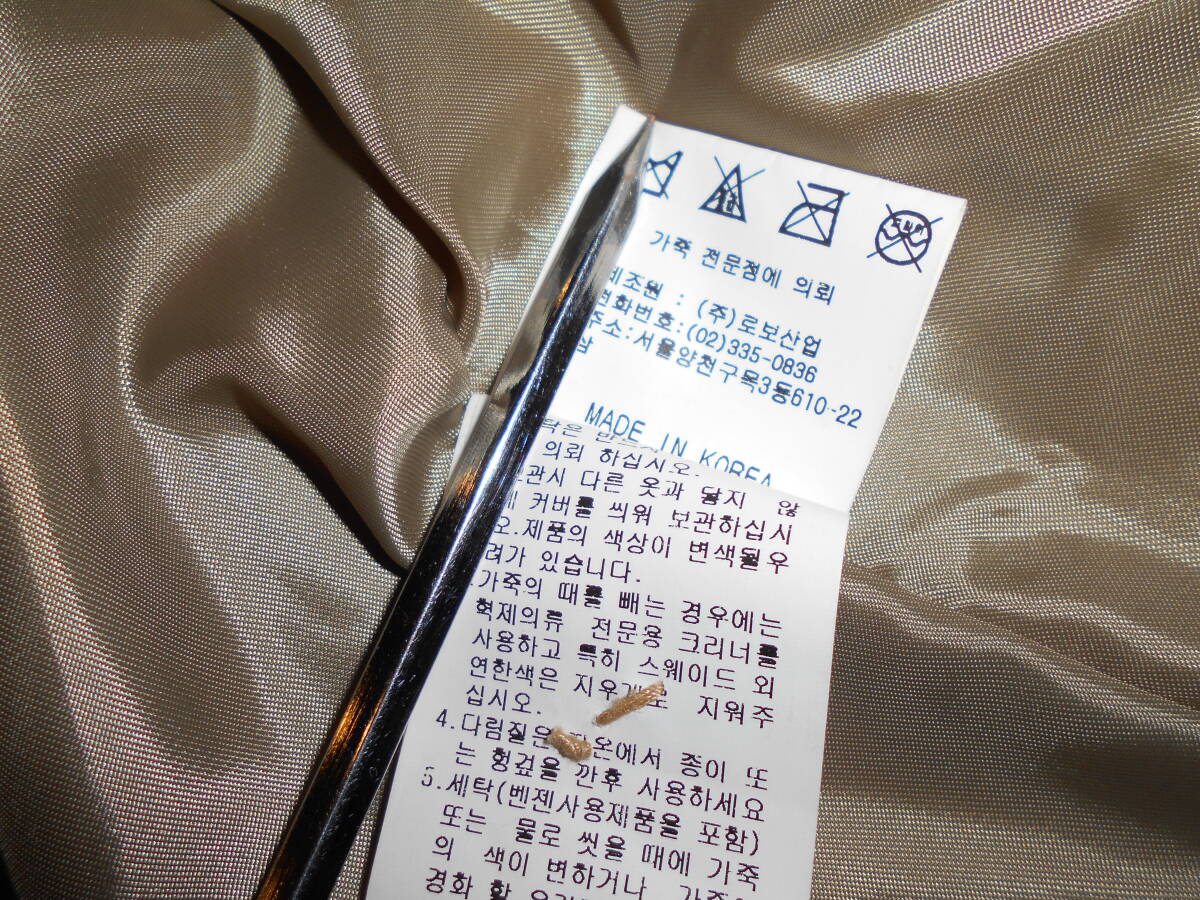 가죽 전문점에 의뢰
제조원 : (주)로보산업
전화번호:(02)335-0836
주소:서울양천구목3동610-22
MADE IN KOREA
의뢰 하십시오.
보관시 다른 옷과 닿지 않
커버를 씌워 보관하십시
오.제품의 색상이 변색될우
려가 있습니다.
가죽의 때를 빼는 경우에는
혁제의류 전문용 크리너를
사용하고 특히 스웨이드 외
연한색은 지우개로 지워주
십시오.
4.다림질은 저온에서 종이 또
는 헝겊을 깐후 사용하세요
5.세탁(벤젠사용제품을 포함)
또는 물로 씻을 때에 가죽
의 색이 변하거나
경화 할